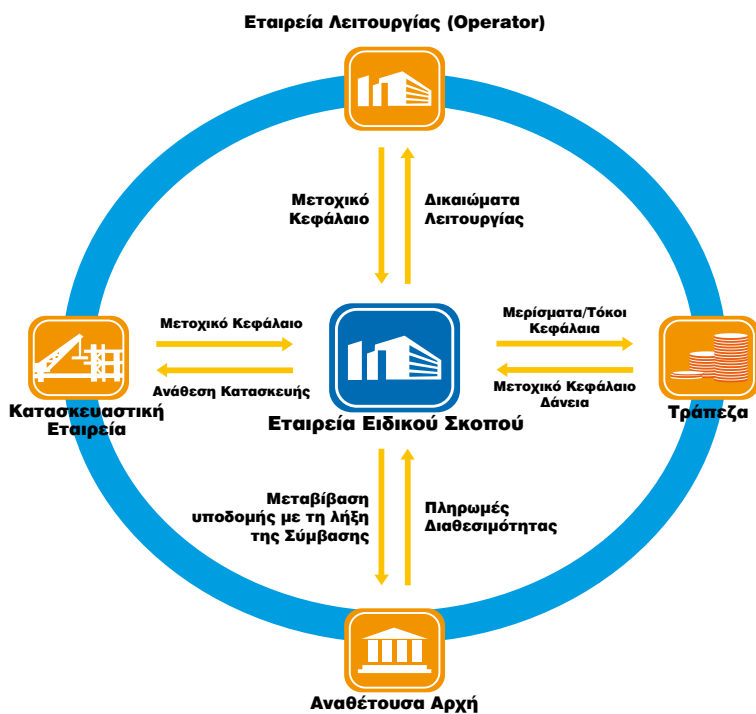 Εταιρεία Λειτουργίας (Operator)
Μετοχικό
Κεφάλαιο
Δικαιώματα
Λειτουργίας
Μετοχικό Κεφάλαιο
Ανάθεση Κατασκευής
Μερίσματα/Τόκοι
Κεφάλαια
Μετοχικό Κεφάλαιο
Δάνεια
Κατασκευαστική
Εταιρεία
Εταιρεία Ειδικού Σκοπού
Τράπεζα
Μεταβίβαση
υποδομής με τη λήξη
της Σύμβασης
Πληρωμές
Διαθεσιμότητας
Αναθέτουσα Αρχή